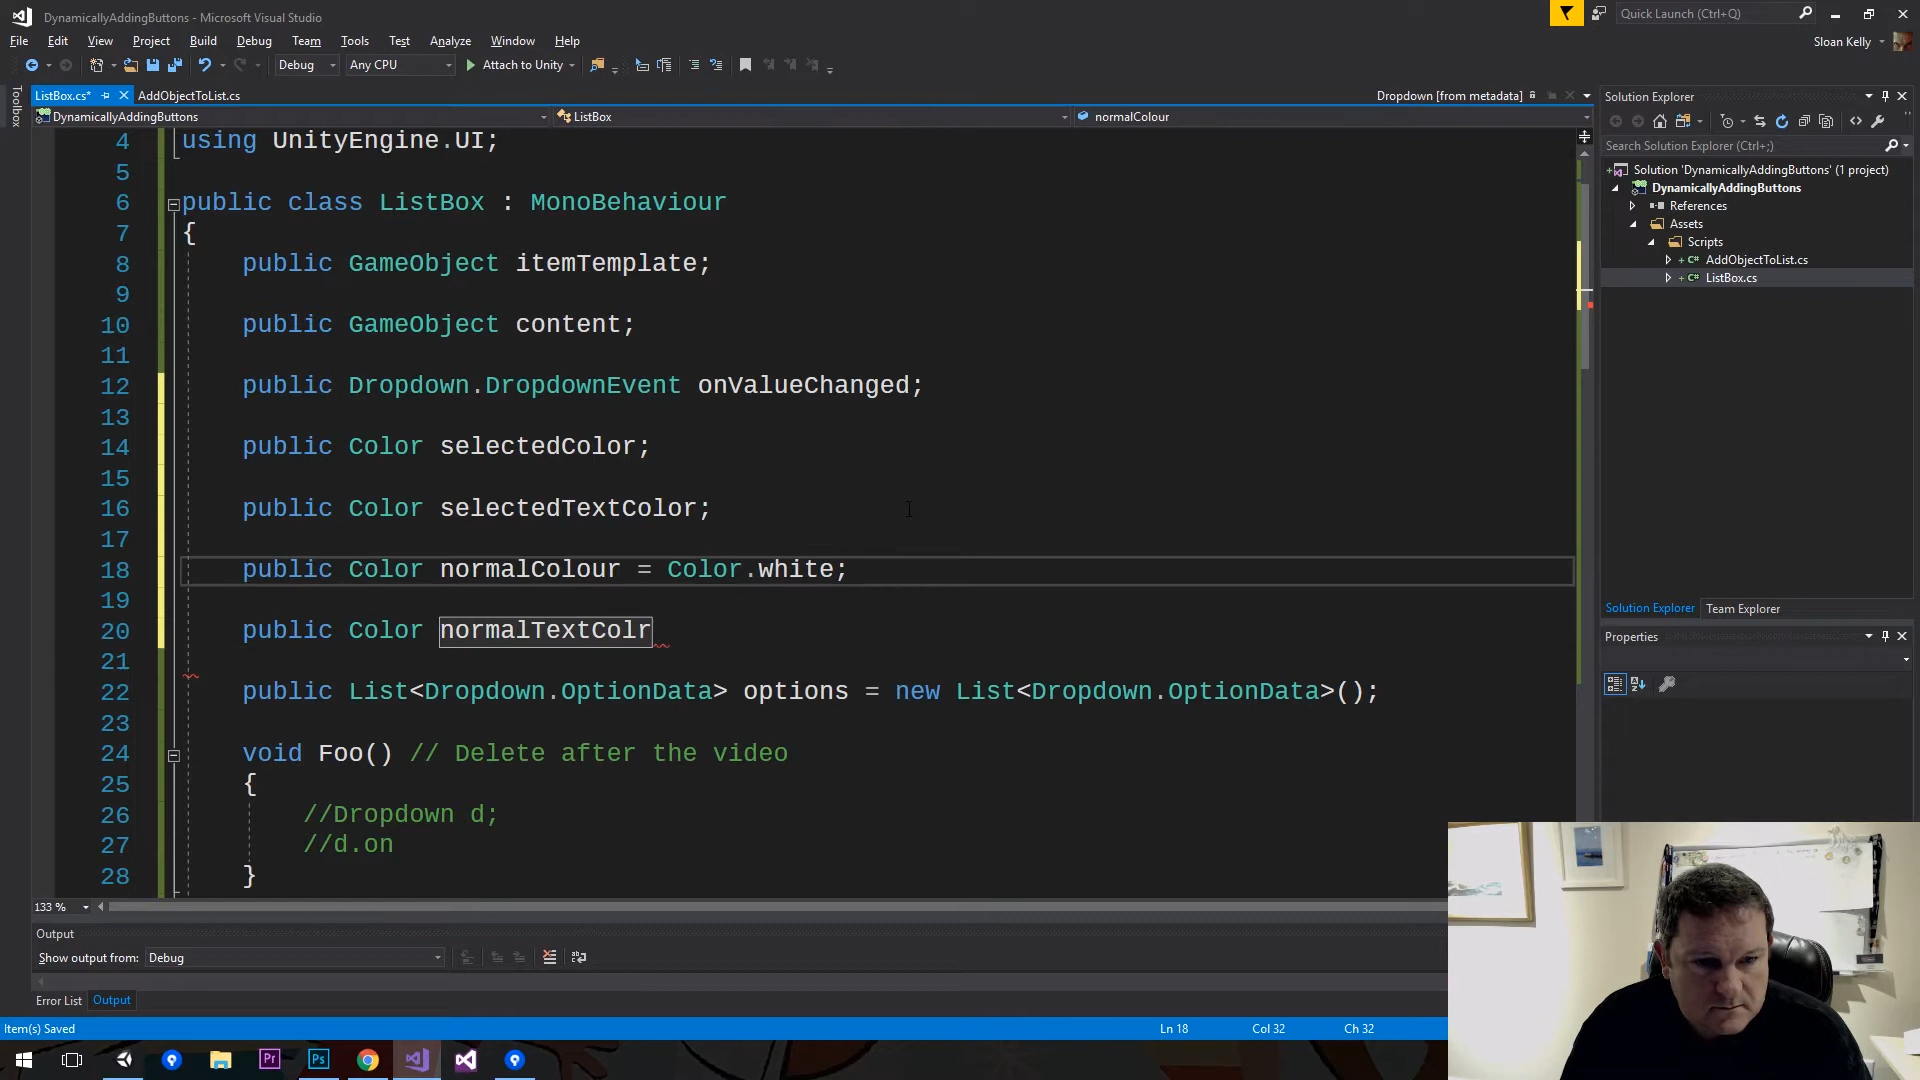 DynamicallyAddingButtons - Microsoft Visual Studio
Quick Launch (Ctrl+Q)
File Edit View Project Build Debug Team Tools Test Analyze Window Help
Sloan Kelly
Debug Any CPU Attach to Unity
Toolbox
ListBox.cs* AddObjectToList.cs Dropdown [from metadata]
DynamicallyAddingButtons ListBox normalColour
4 using UnityEngine.UI;
5
6 public class ListBox : MonoBehaviour
7 {
8 public GameObject itemTemplate;
9
10 public GameObject content;
11
12 public Dropdown.DropdownEvent onValueChanged;
13
14 public Color selectedColor;
15
16 public Color selectedTextColor;
17
18 public Color normalColour = Color.white;
19
20 public Color normalTextColr
21
22 public List<Dropdown.OptionData> options = new List<Dropdown.OptionData>();
23
24 void Foo() // Delete after the video
25 {
26 //Dropdown d;
27 //d.on
28 }
133 %
Output
Show output from: Debug
Error List Output
Item(s) Saved Ln 18 Col 32 Ch 32
Solution Explorer
Search Solution Explorer (Ctrl+;)
Solution 'DynamicallyAddingButtons' (1 project)
DynamicallyAddingButtons
References
Assets
Scripts
AddObjectToList.cs
ListBox.cs
Solution Explorer Team Explorer
Properties
Pr Ps